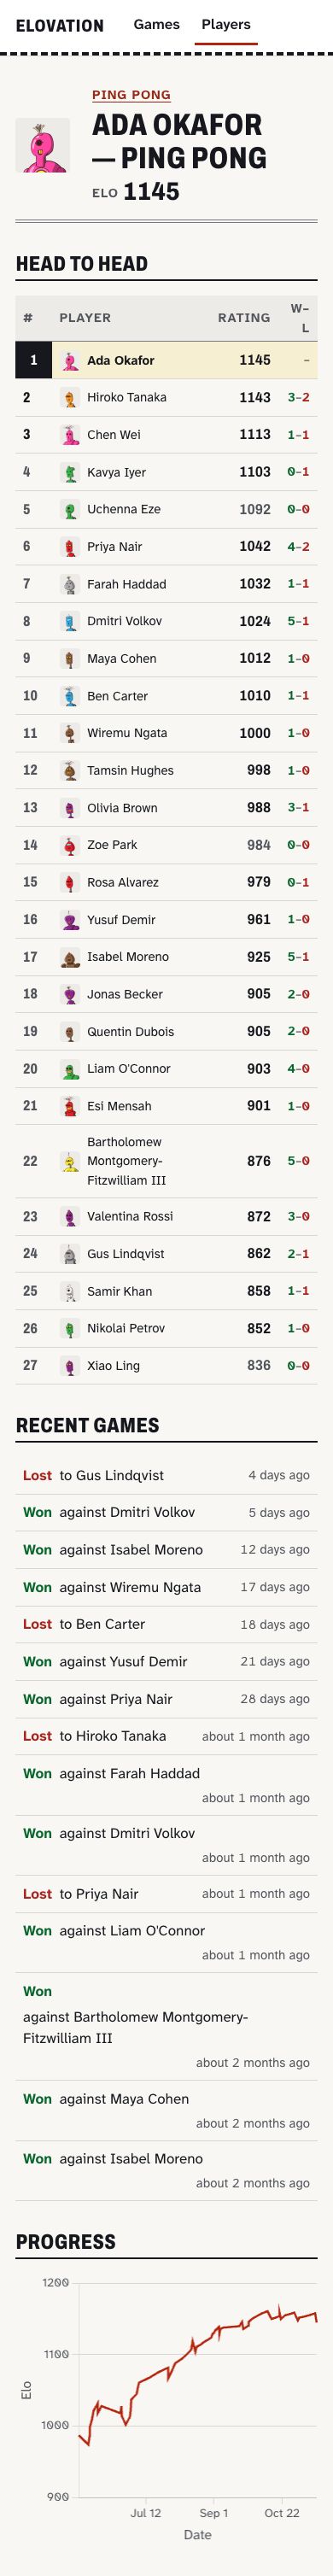 ELOVATION Games Players
PING PONG
ADA OKAFOR
— PING PONG
ELO 1145
HEAD TO HEAD
# PLAYER RATING W–
L
1 Ada Okafor 1145 –
2 Hiroko Tanaka 1143 3–2
3 Chen Wei 1113 1–1
4 Kavya Iyer 1103 0–1
5 Uchenna Eze 1092 0–0
6 Priya Nair 1042 4–2
7 Farah Haddad 1032 1–1
8 Dmitri Volkov 1024 5–1
9 Maya Cohen 1012 1–0
10 Ben Carter 1010 1–1
11 Wiremu Ngata 1000 1–0
12 Tamsin Hughes 998 1–0
13 Olivia Brown 988 3–1
14 Zoe Park 984 0–0
15 Rosa Alvarez 979 0–1
16 Yusuf Demir 961 1–0
17 Isabel Moreno 925 5–1
18 Jonas Becker 905 2–0
19 Quentin Dubois 905 2–0
20 Liam O'Connor 903 4–0
21 Esi Mensah 901 1–0
22 Bartholomew
Montgomery-
Fitzwilliam III 876 5–0
23 Valentina Rossi 872 3–0
24 Gus Lindqvist 862 2–1
25 Samir Khan 858 1–1
26 Nikolai Petrov 852 1–0
27 Xiao Ling 836 0–0
RECENT GAMES
Lost to Gus Lindqvist 4 days ago
Won against Dmitri Volkov 5 days ago
Won against Isabel Moreno 12 days ago
Won against Wiremu Ngata 17 days ago
Lost to Ben Carter 18 days ago
Won against Yusuf Demir 21 days ago
Won against Priya Nair 28 days ago
Lost to Hiroko Tanaka about 1 month ago
Won against Farah Haddad
about 1 month ago
Won against Dmitri Volkov
about 1 month ago
Lost to Priya Nair about 1 month ago
Won against Liam O'Connor
about 1 month ago
Won
against Bartholomew Montgomery-
Fitzwilliam III
about 2 months ago
Won against Maya Cohen
about 2 months ago
Won against Isabel Moreno
about 2 months ago
PROGRESS
1200
1100
1000
900
Elo
Jul 12 Sep 1 Oct 22
Date